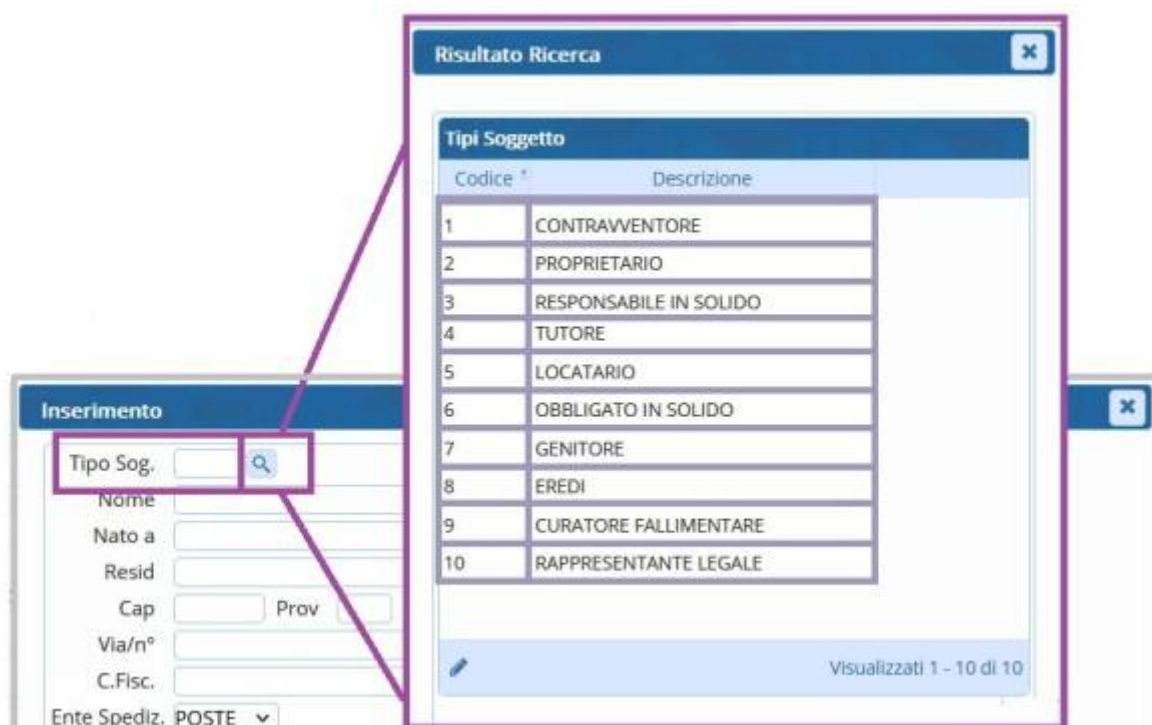 Risultato Ricerca
Tipi Soggetto
Codice Descrizione
1 CONTRAVVENTORE
2 PROPRIETARIO
3 RESPONSABILE IN SOLIDO
4 TUTORE
5 LOCATARIO
6 OBBLIGATO IN SOLIDO
7 GENITORE
8 EREDI
9 CURATORE FALLIMENTARE
10 RAPPRESENTANTE LEGALE
Visualizzati 1 - 10 di 10
Inserimento
Tipo Sog.
Nome
Nato a
Resid
Cap Prov
Via/n°
C.Fisc.
Ente Spediz. POSTE